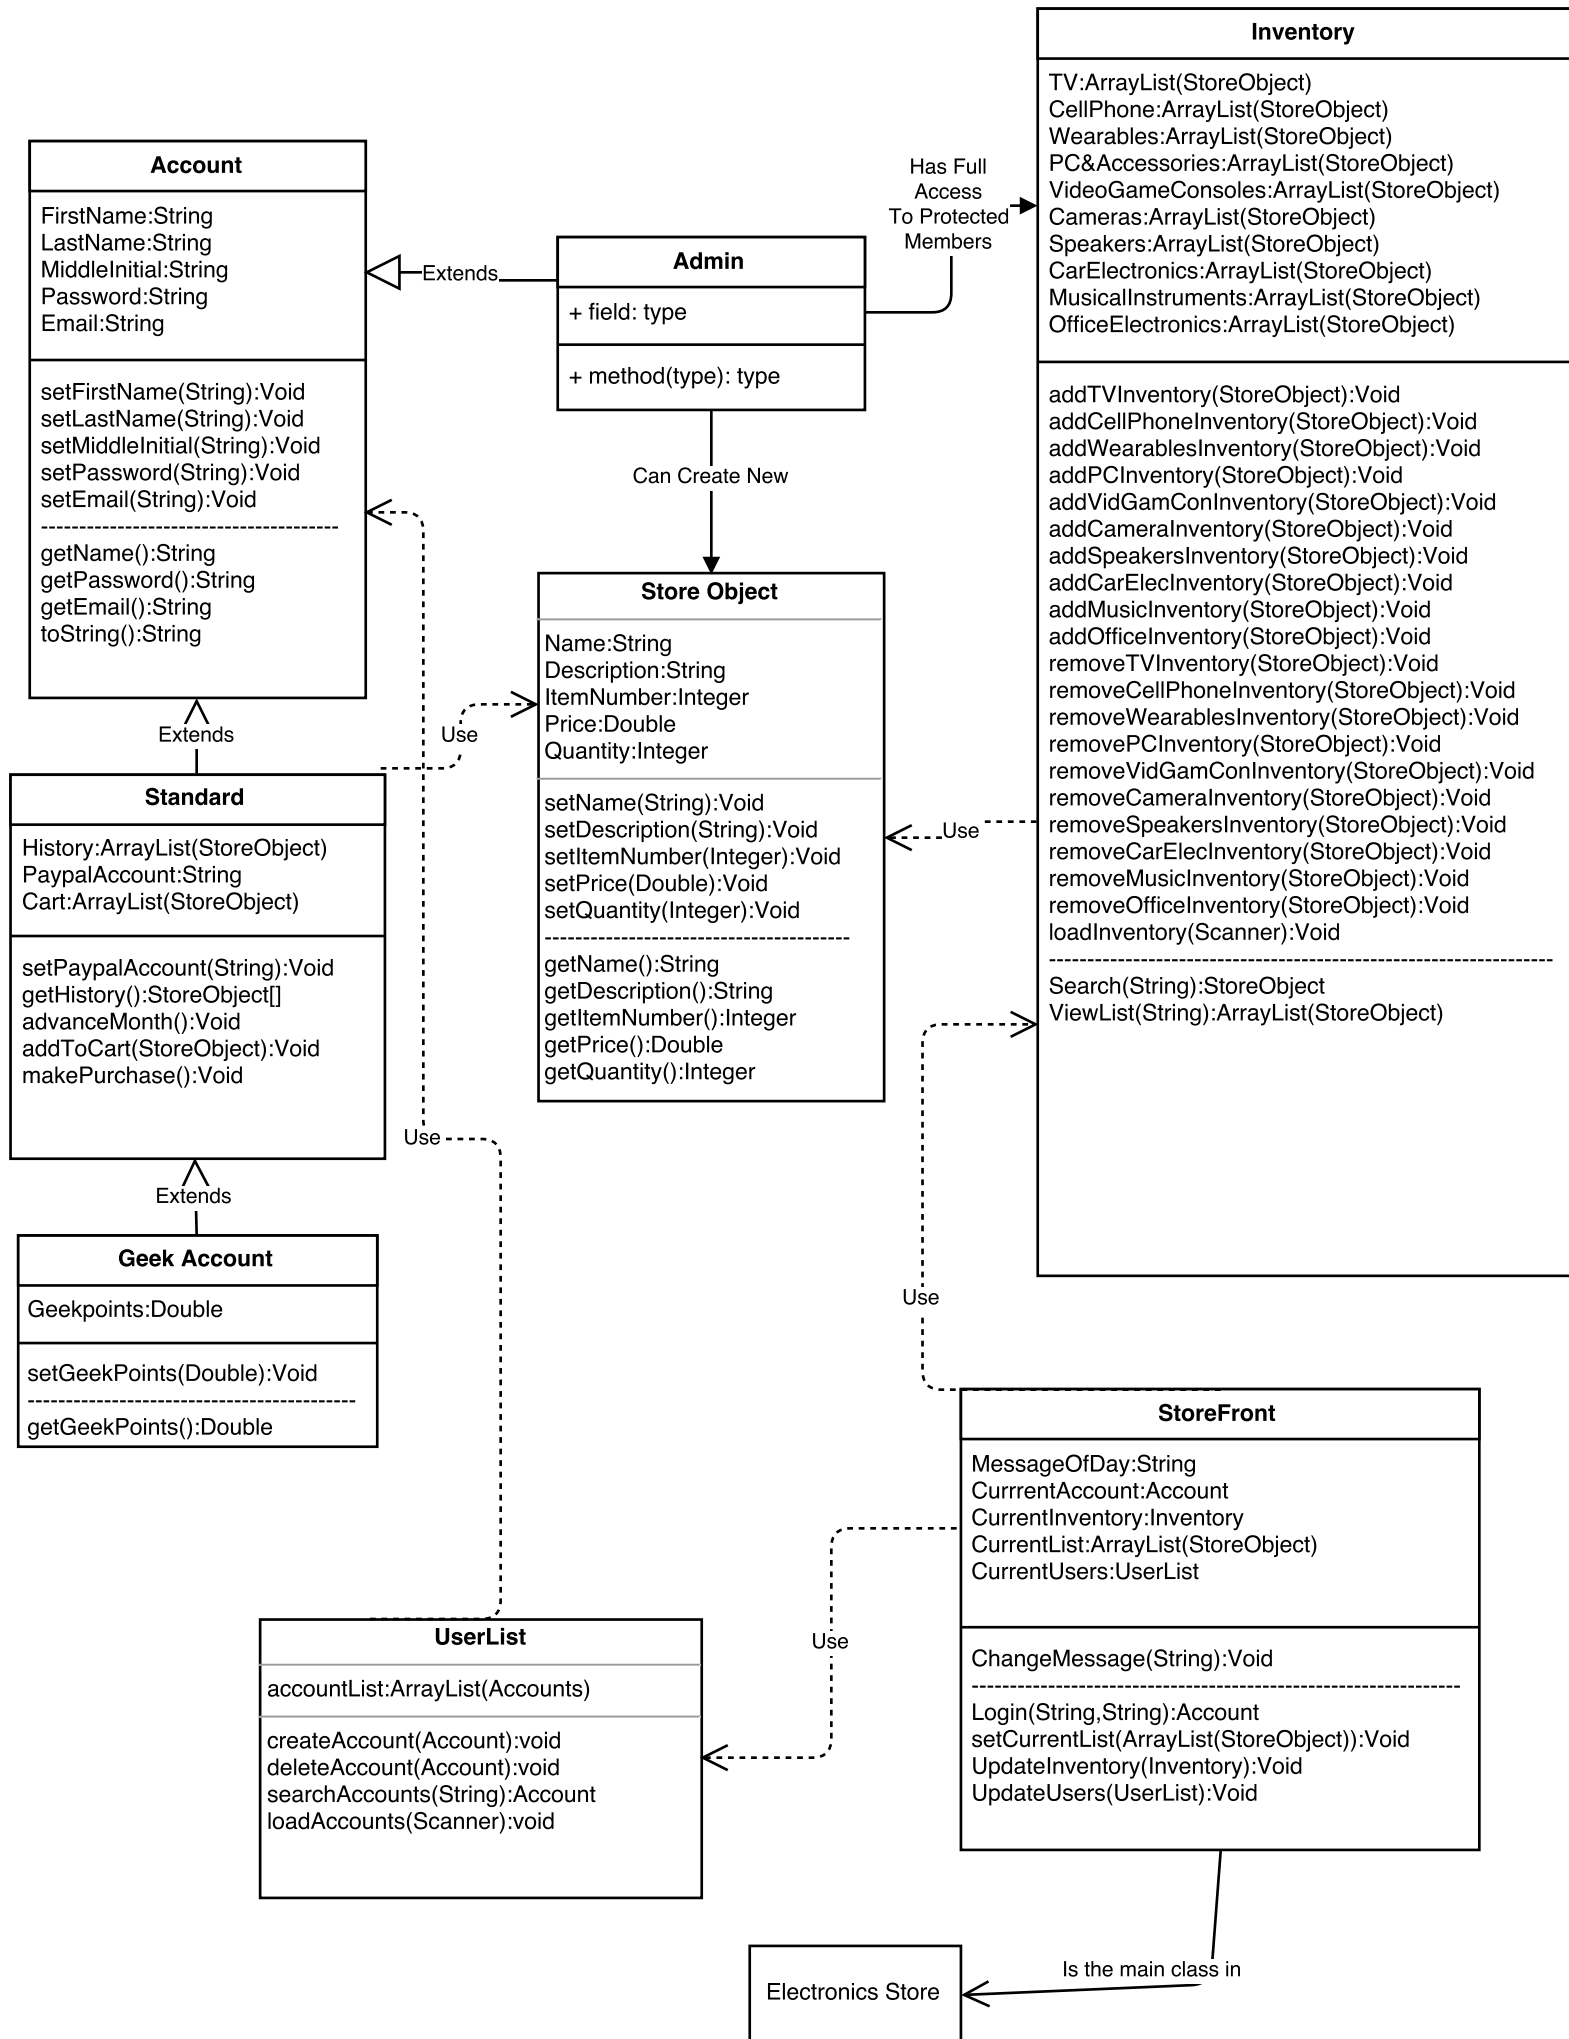 Inventory
TV:ArrayList(StoreObject)
CellPhone:ArrayList(StoreObject)
Wearables:ArrayList(StoreObject)
PC&Accessories:ArrayList(StoreObject)
VideoGameConsoles:ArrayList(StoreObject)
Cameras:ArrayList(StoreObject)
Speakers:ArrayList(StoreObject)
CarElectronics:ArrayList(StoreObject)
MusicalInstruments:ArrayList(StoreObject)
OfficeElectronics:ArrayList(StoreObject)
addTVInventory(StoreObject):Void
addCellPhoneInventory(StoreObject):Void
addWearablesInventory(StoreObject):Void
addPCInventory(StoreObject):Void
addVidGamConInventory(StoreObject):Void
addCameraInventory(StoreObject):Void
addSpeakersInventory(StoreObject):Void
addCarElecInventory(StoreObject):Void
addMusicInventory(StoreObject):Void
addOfficeInventory(StoreObject):Void
removeTVInventory(StoreObject):Void
removeCellPhoneInventory(StoreObject):Void
removeWearablesInventory(StoreObject):Void
removePCInventory(StoreObject):Void
removeVidGamConInventory(StoreObject):Void
removeCameraInventory(StoreObject):Void
removeSpeakersInventory(StoreObject):Void
removeCarElecInventory(StoreObject):Void
removeMusicInventory(StoreObject):Void
removeOfficeInventory(StoreObject):Void
loadInventory(Scanner):Void
Search(String):StoreObject
ViewList(String):ArrayList(StoreObject)
Account
FirstName:String
LastName:String
MiddleInitial:String
Password:String
Email:String
setFirstName(String):Void
setLastName(String):Void
setMiddleInitial(String):Void
setPassword(String):Void
setEmail(String):Void
getName():String
getPassword():String
getEmail():String
toString():String
Extends
Admin
+ field: type
+ method(type): type
Has Full
Access
To Protected
Members
Can Create New
Store Object
Name:String
Description:String
ItemNumber:Integer
Price:Double
Quantity:Integer
setName(String):Void
setDescription(String):Void
setItemNumber(Integer):Void
setPrice(Double):Void
setQuantity(Integer):Void
getName():String
getDescription():String
getItemNumber():Integer
getPrice():Double
getQuantity():Integer
Extends
Use
Use
Standard
History:ArrayList(StoreObject)
PaypalAccount:String
Cart:ArrayList(StoreObject)
setPaypalAccount(String):Void
getHistory():StoreObject[]
advanceMonth():Void
addToCart(StoreObject):Void
makePurchase():Void
Use
Extends
Geek Account
Geekpoints:Double
setGeekPoints(Double):Void
getGeekPoints():Double
Use
StoreFront
MessageOfDay:String
CurrrentAccount:Account
CurrentInventory:Inventory
CurrentList:ArrayList(StoreObject)
CurrentUsers:UserList
ChangeMessage(String):Void
Login(String,String):Account
setCurrentList(ArrayList(StoreObject)):Void
UpdateInventory(Inventory):Void
UpdateUsers(UserList):Void
Use
UserList
accountList:ArrayList(Accounts)
createAccount(Account):void
deleteAccount(Account):void
searchAccounts(String):Account
loadAccounts(Scanner):void
Is the main class in
Electronics Store